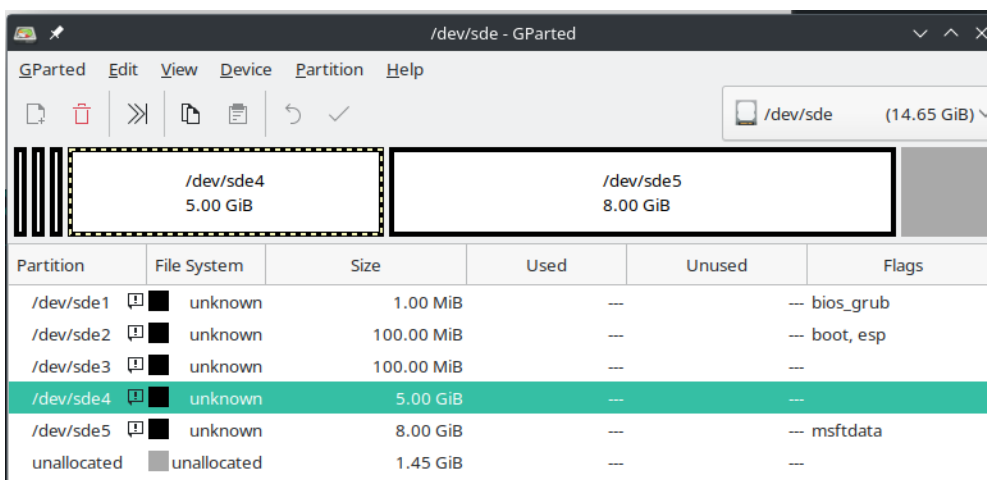 /dev/sde - GParted
GParted Edit View Device Partition Help
/dev/sde (14.65 GiB)
/dev/sde4 /dev/sde5
5.00 GiB 8.00 GiB
Partition File System Size Used Unused Flags
/dev/sde1 unknown 1.00 MiB --- --- bios_grub
/dev/sde2 unknown 100.00 MiB --- --- boot, esp
/dev/sde3 unknown 100.00 MiB --- ---
/dev/sde4 unknown 5.00 GiB --- ---
/dev/sde5 unknown 8.00 GiB --- --- msftdata
unallocated unallocated 1.45 GiB --- ---